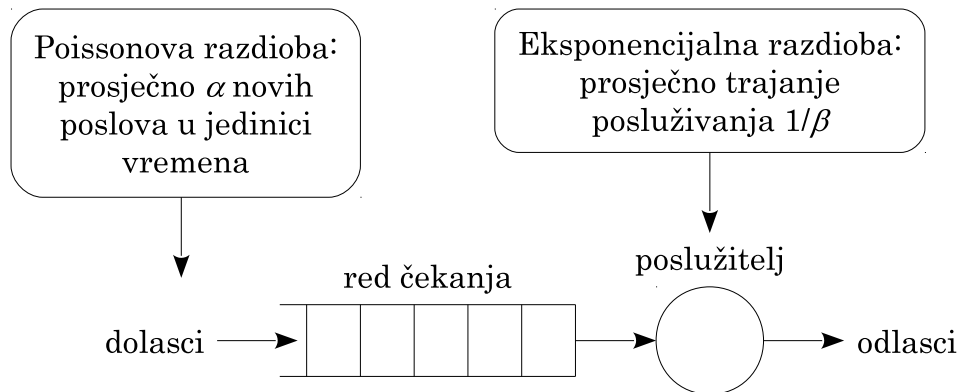 Poissonova razdioba:
prosječno α novih
poslova u jedinici
vremena
Eksponencijalna razdioba:
prosječno trajanje
posluživanja 1/β
poslužitelj
red čekanja
dolasci
odlasci